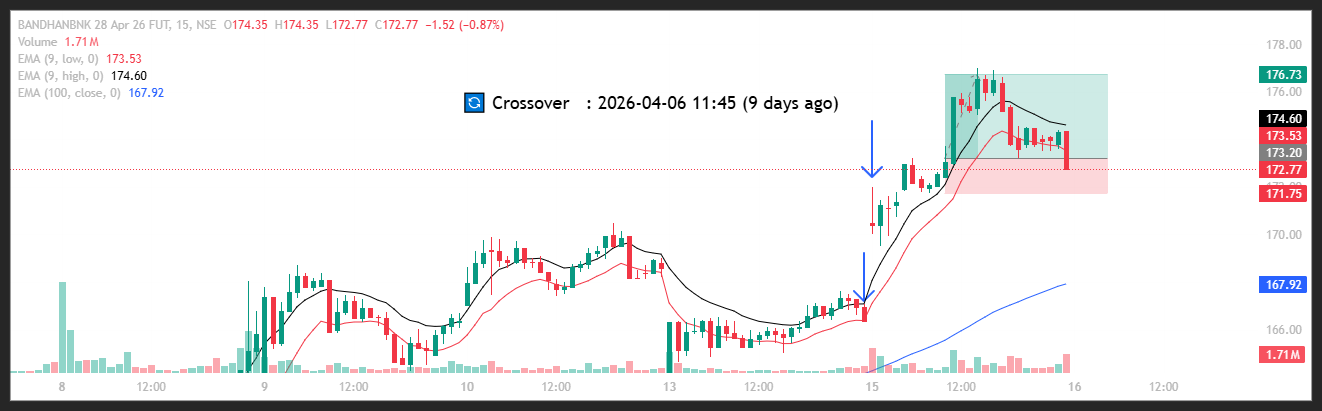 BANDHANBNK 28 Apr 26 FUT, 15, NSE O174.35 H174.35 L172.77 C172.77 −1.52 (−0.87%)
Volume 1.71 M
EMA (9, low, 0) 173.53
EMA (9, high, 0) 174.60
EMA (100, close, 0) 167.92
Crossover : 2026-04-06 11:45 (9 days ago)
178.00
176.73
176.00
174.60
173.53
173.20
172.77
171.75
170.00
167.92
166.00
1.71 M
8 12:00 9 12:00 10 12:00 13 12:00 15 12:00 16 12:00